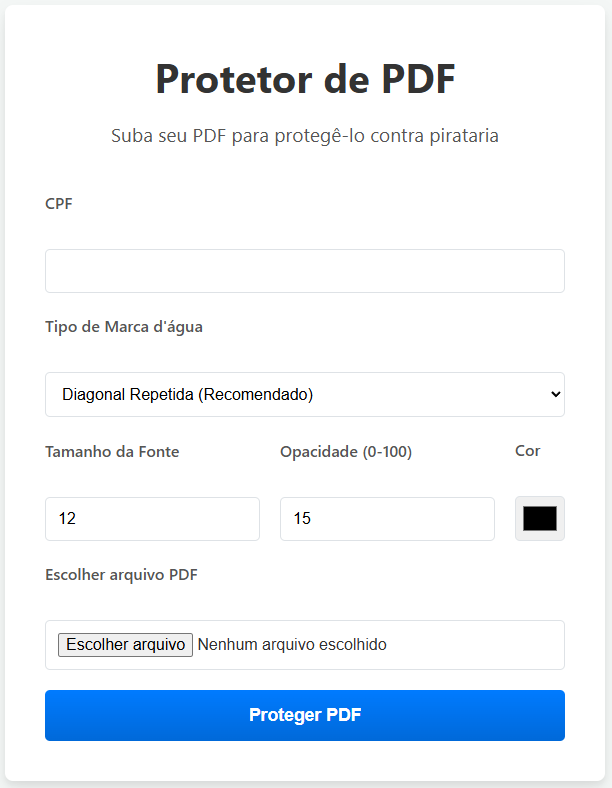 Protetor de PDF
Suba seu PDF para protegê-lo contra pirataria
CPF
Tipo de Marca d'água
Diagonal Repetida (Recomendado)
Tamanho da Fonte
Opacidade (0-100)
Cor
12
15
Escolher arquivo PDF
Escolher arquivo Nenhum arquivo escolhido
Proteger PDF